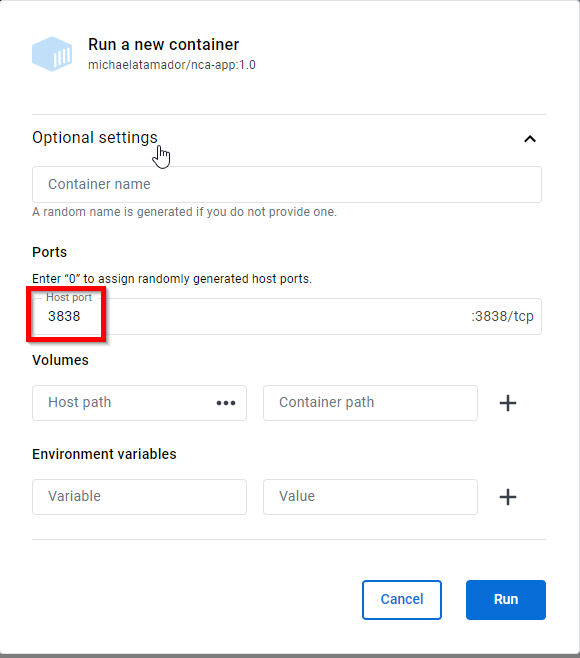 Run a new container
michaelatamador/nca-app:1.0
Optional settings
Container name
A random name is generated if you do not provide one.
Ports
Enter “0” to assign randomly generated host ports.
Host port
3838 :3838/tcp
Volumes
Host path Container path
Environment variables
Variable Value
Cancel Run